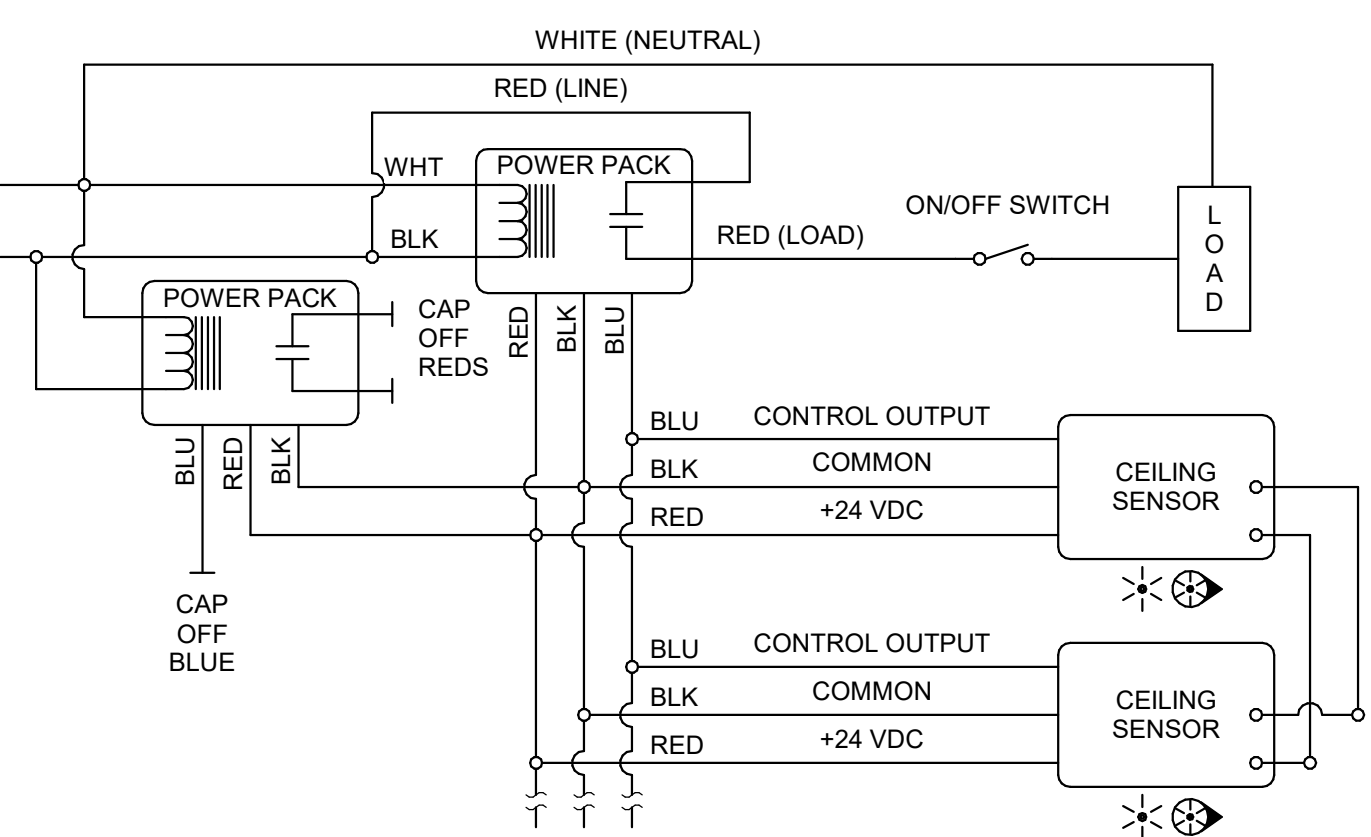 WHITE (NEUTRAL)
RED (LINE)
WHT
POWER PACK
ON/OFF SWITCH
BLK
RED (LOAD)
L
O
A
D
POWER PACK
CAP
OFF
REDS
RED
BLK
BLU
BLU
RED
BLK
BLU
CONTROL OUTPUT
BLK
COMMON
RED
+24 VDC
CEILING
SENSOR
CAP
OFF
BLUE
BLU
CONTROL OUTPUT
BLK
COMMON
RED
+24 VDC
CEILING
SENSOR